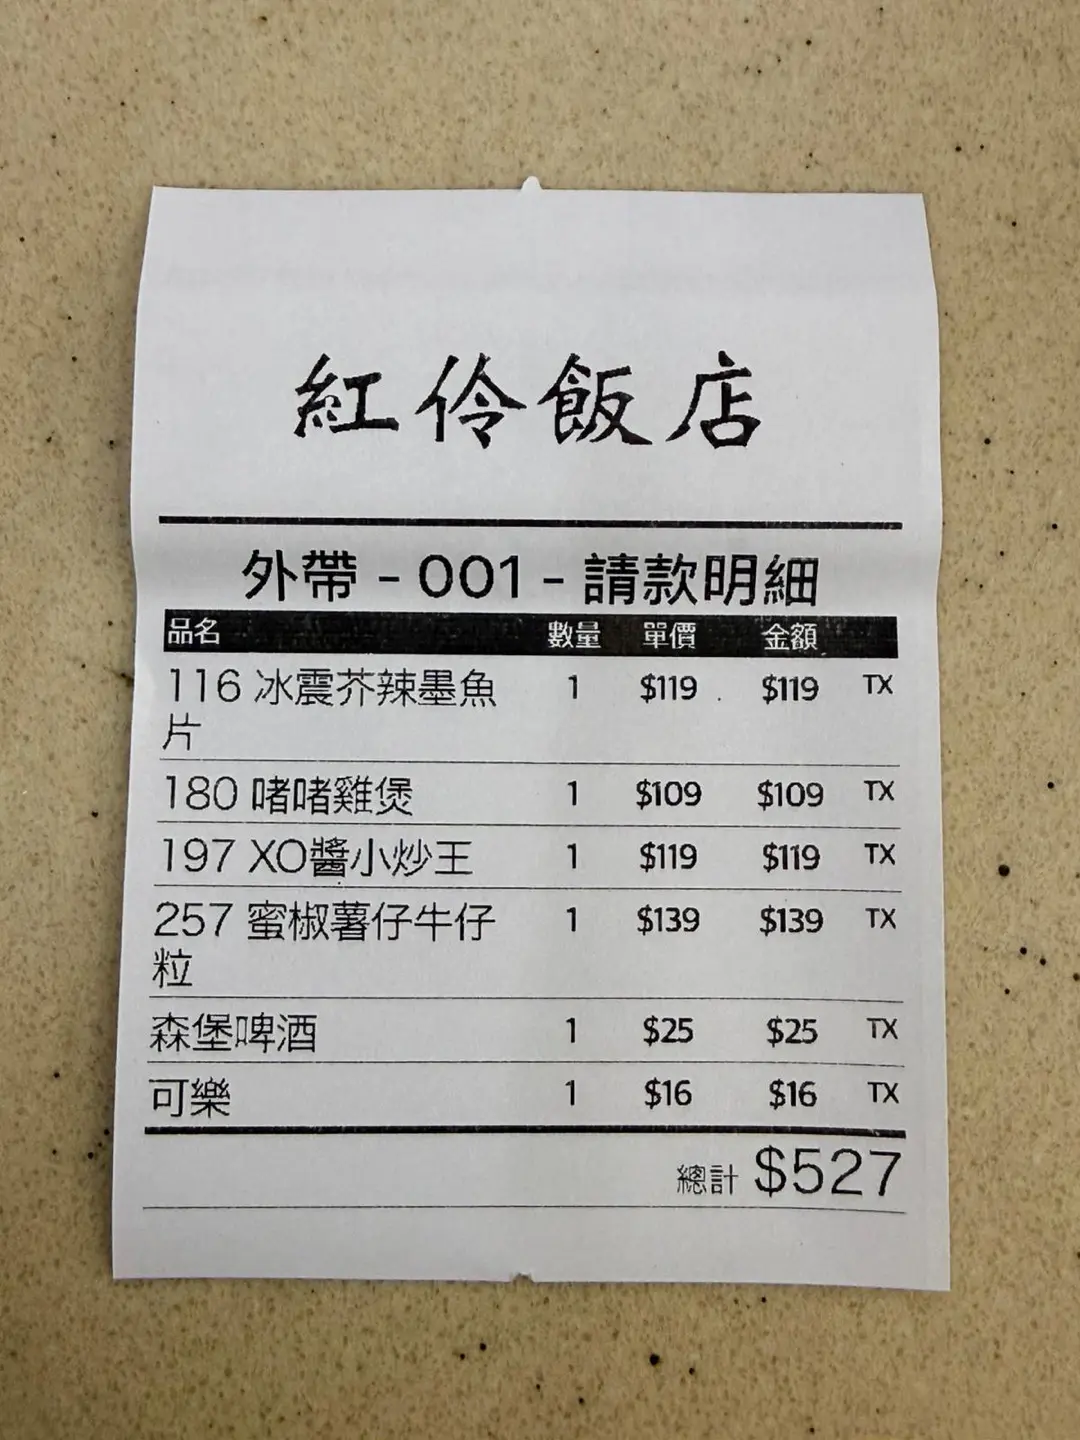 紅伶飯店
外帶 - 001 - 請款明細
品名 數量 單價 金額
116 冰震芥辣墨魚 1 $119 $119 TX
片
180 啫啫雞煲 1 $109 $109 TX
197 XO醬小炒王 1 $119 $119 TX
257 蜜椒薯仔牛仔 1 $139 $139 TX
粒
森堡啤酒 1 $25 $25 TX
可樂 1 $16 $16 TX
總計 $527